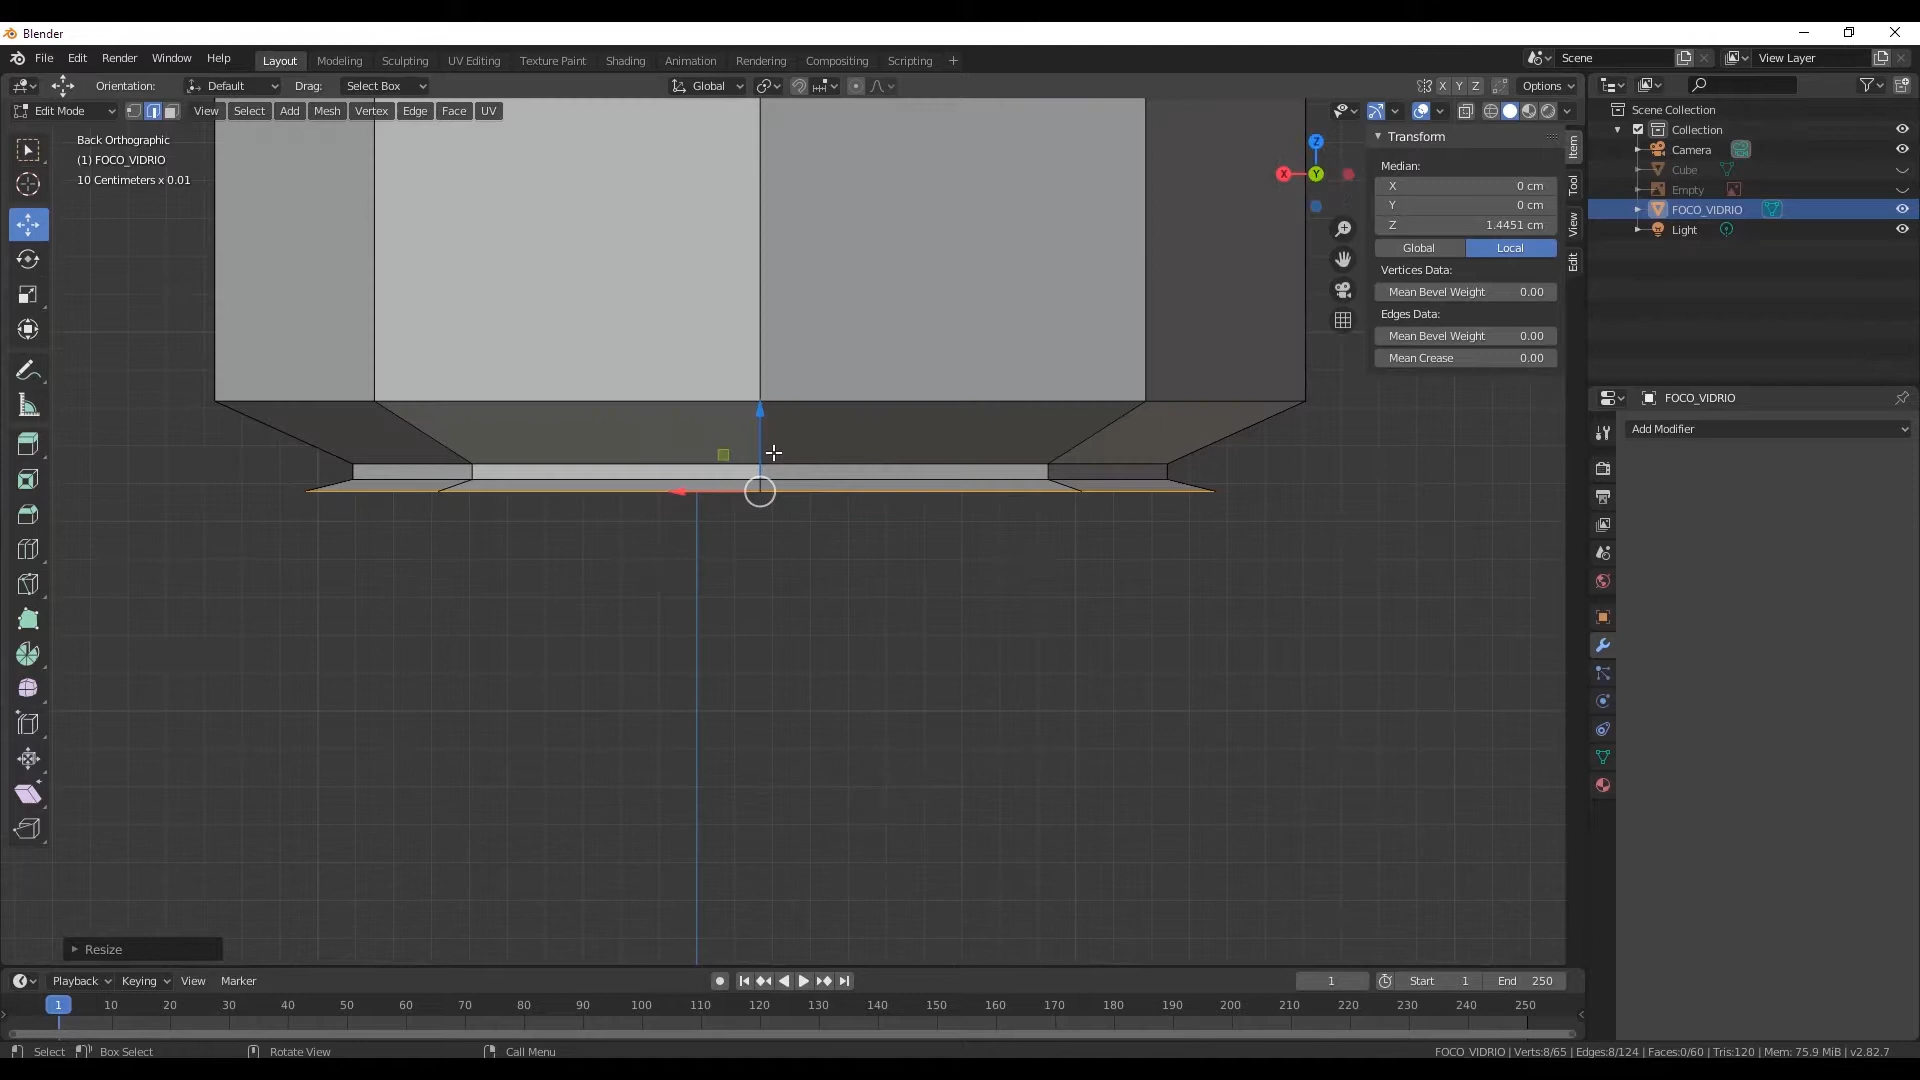 Blender
File Edit Render Window Help Layout Modeling Sculpting UV Editing Texture Paint Shading Animation Rendering Compositing Scripting + Scene View Layer
Orientation: Default Drag: Select Box Global X Y Z Options
Edit Mode View Select Add Mesh Vertex Edge Face UV
Back Orthographic
(1) FOCO_VIDRIO
10 Centimeters x 0.01
Z
X
Y
Transform
Median:
X 0 cm
Y 0 cm
Z 1.4451 cm
Global Local
Vertices Data:
Mean Bevel Weight 0.00
Edges Data:
Mean Bevel Weight 0.00
Mean Crease 0.00
Item
Tool
View
Edit
Scene Collection
Collection
Camera
Cube
Empty
FOCO_VIDRIO
Light
FOCO_VIDRIO
Add Modifier
Resize
Playback Keying View Marker 1 Start 1 End 250
1 10 20 30 40 50 60 70 80 90 100 110 120 130 140 150 160 170 180 190 200 210 220 230 240 250
Select Box Select Rotate View Call Menu FOCO_VIDRIO | Verts:8/65 | Edges:8/124 | Faces:0/60 | Tris:120 | Mem: 75.9 MiB | v2.82.7